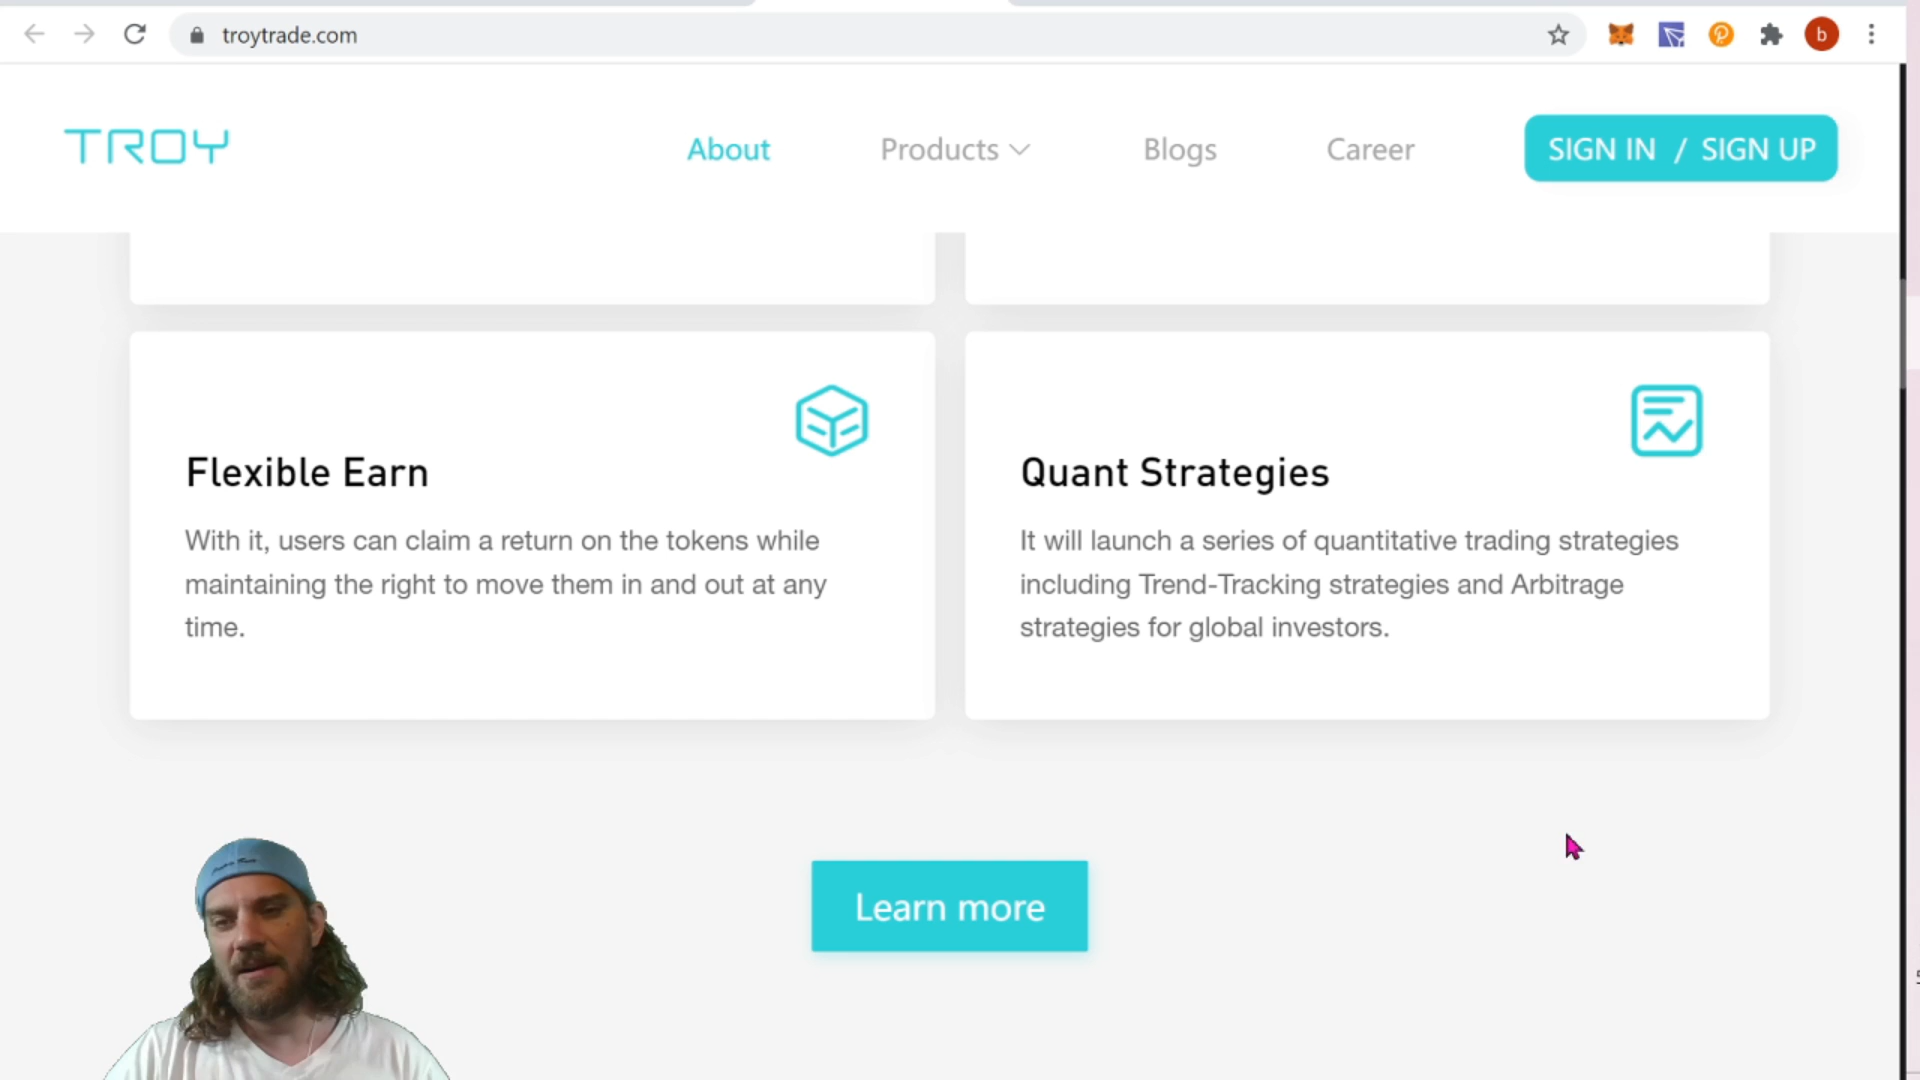 troytrade.com
b
TROY
About
Products
Blogs
Career
SIGN IN / SIGN UP
Flexible Earn
With it, users can claim a return on the tokens while
maintaining the right to move them in and out at any
time.
Quant Strategies
It will launch a series of quantitative trading strategies
including Trend-Tracking strategies and Arbitrage
strategies for global investors.
Learn more